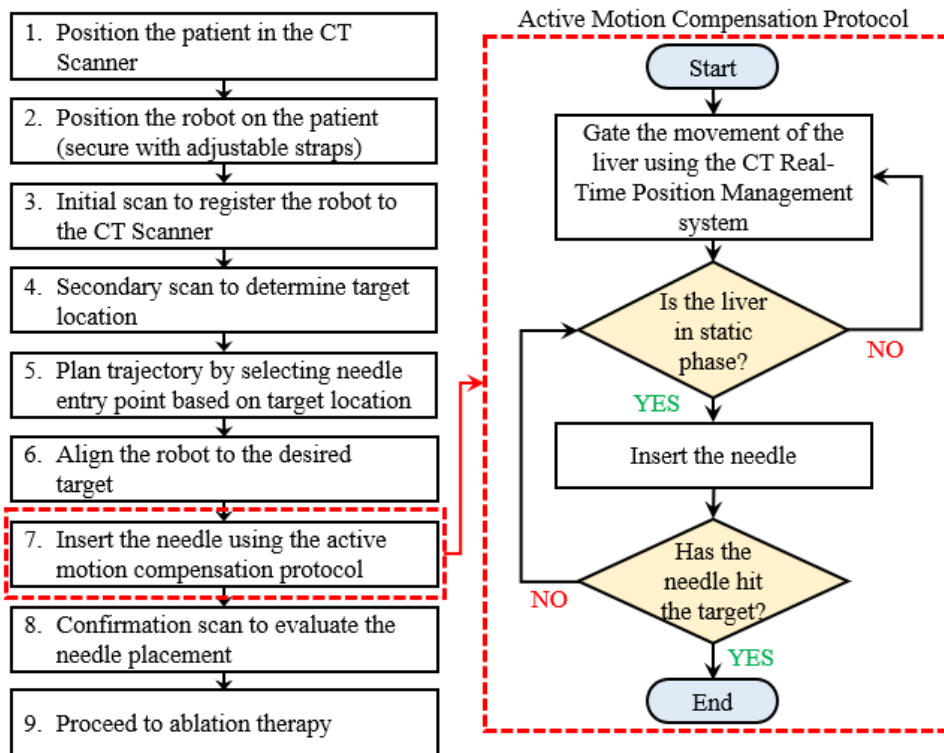 1. Position the patient in the CT
Scanner
2. Position the robot on the patient
(secure with adjustable straps)
3. Initial scan to register the robot to
the CT Scanner
4. Secondary scan to determine target
location
5. Plan trajectory by selecting needle
entry point based on target location
6. Align the robot to the desired
target
7. Insert the needle using the active
motion compensation protocol
8. Confirmation scan to evaluate the
needle placement
9. Proceed to ablation therapy
Active Motion Compensation Protocol
Start
Gate the movement of the
liver using the CT Real-
Time Position Management
system
Is the liver
in static
phase?
NO
YES
Insert the needle
Has the
needle hit
the target?
NO
YES
End